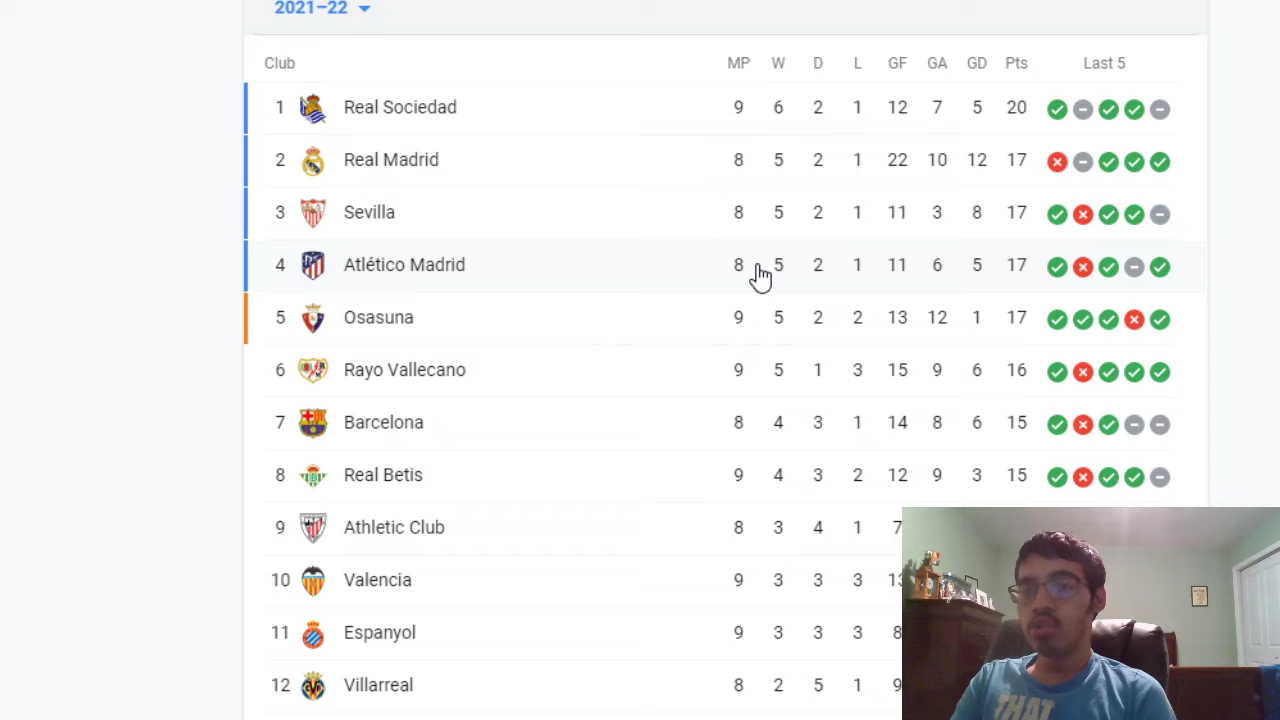 2021–22
Club MP W D L GF GA GD Pts Last 5
1 Real Sociedad 9 6 2 1 12 7 5 20
2 Real Madrid 8 5 2 1 22 10 12 17
3 Sevilla 8 5 2 1 11 3 8 17
4 Atlético Madrid 8 5 2 1 11 6 5 17
5 Osasuna 9 5 2 2 13 12 1 17
6 Rayo Vallecano 9 5 1 3 15 9 6 16
7 Barcelona 8 4 3 1 14 8 6 15
8 Real Betis 9 4 3 2 12 9 3 15
9 Athletic Club 8 3 4 1 7
10 Valencia 9 3 3 3
11 Espanyol 9 3 3 3 8
12 Villarreal 8 2 5 1 9
THAT